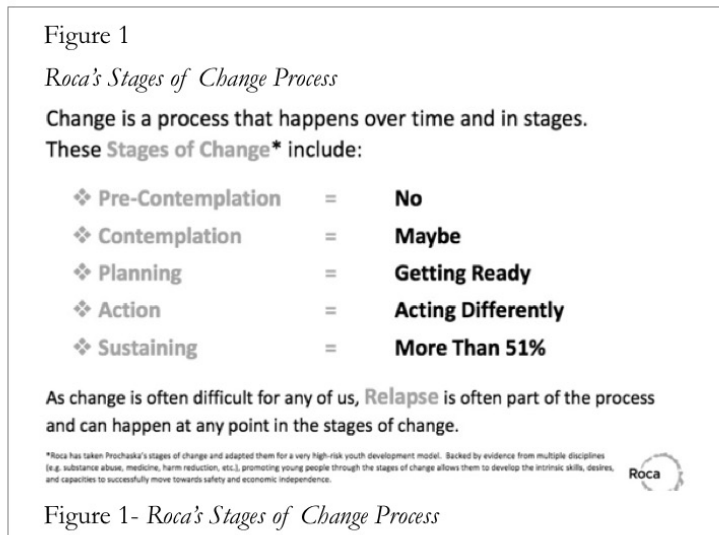 Figure 1
Roca's Stages of Change Process
Change is a process that happens over time and in stages.
These Stages of Change* include:
❖ Pre-Contemplation = No
❖ Contemplation = Maybe
❖ Planning = Getting Ready
❖ Action = Acting Differently
❖ Sustaining = More Than 51%
As change is often difficult for any of us, Relapse is often part of the process
and can happen at any point in the stages of change.
*Roca has taken Prochaska's stages of change and adapted them for a very high-risk youth development model. Backed by evidence from multiple disciplines
(e.g. substance abuse, medicine, harm reduction, etc.), promoting young people through the stages of change allows them to develop the intrinsic skills, desires,
and capacities to successfully move towards safety and economic independence.
Roca
Figure 1- Roca's Stages of Change Process